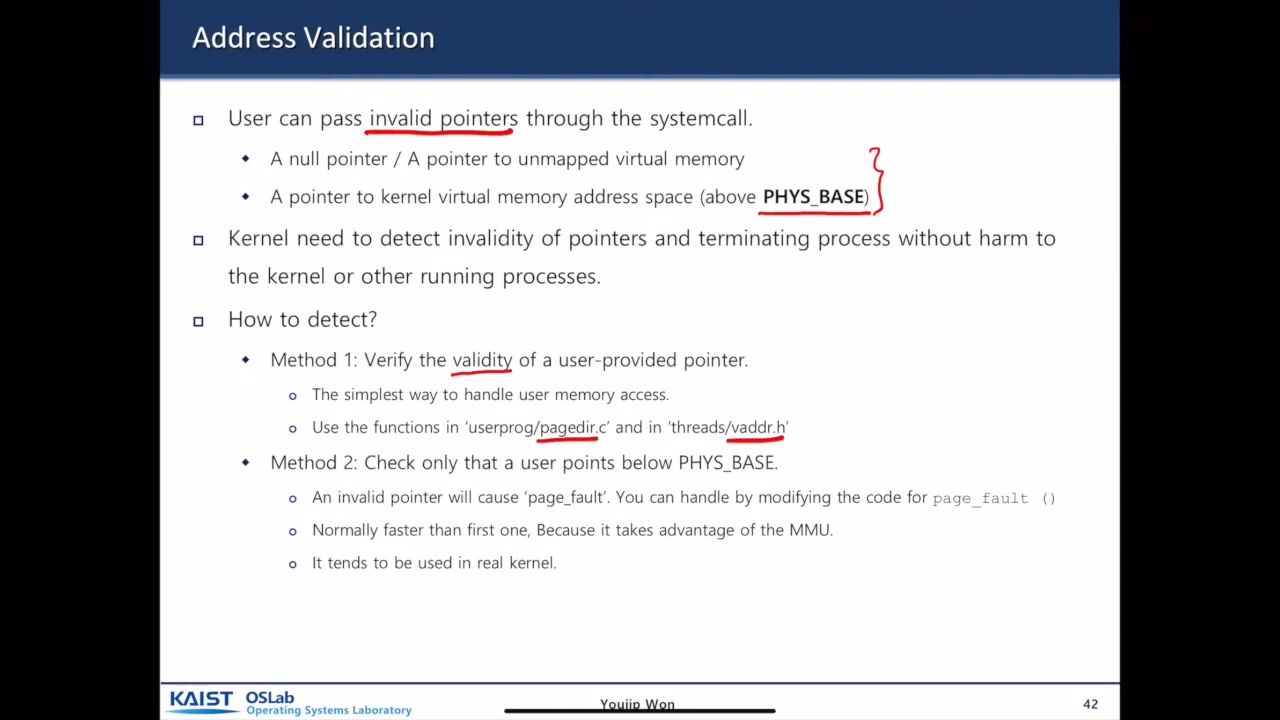 Address Validation
User can pass invalid pointers through the systemcall.
A null pointer / A pointer to unmapped virtual memory
A pointer to kernel virtual memory address space (above PHYS_BASE)
Kernel need to detect invalidity of pointers and terminating process without harm to
the kernel or other running processes.
How to detect?
Method 1: Verify the validity of a user-provided pointer.
The simplest way to handle user memory access.
Use the functions in 'userprog/pagedir.c' and in 'threads/vaddr.h'
Method 2: Check only that a user points below PHYS_BASE.
An invalid pointer will cause 'page_fault'. You can handle by modifying the code for page_fault ()
Normally faster than first one, Because it takes advantage of the MMU.
It tends to be used in real kernel.
KAIST OSLab
Operating Systems Laboratory
Youjip Won
42